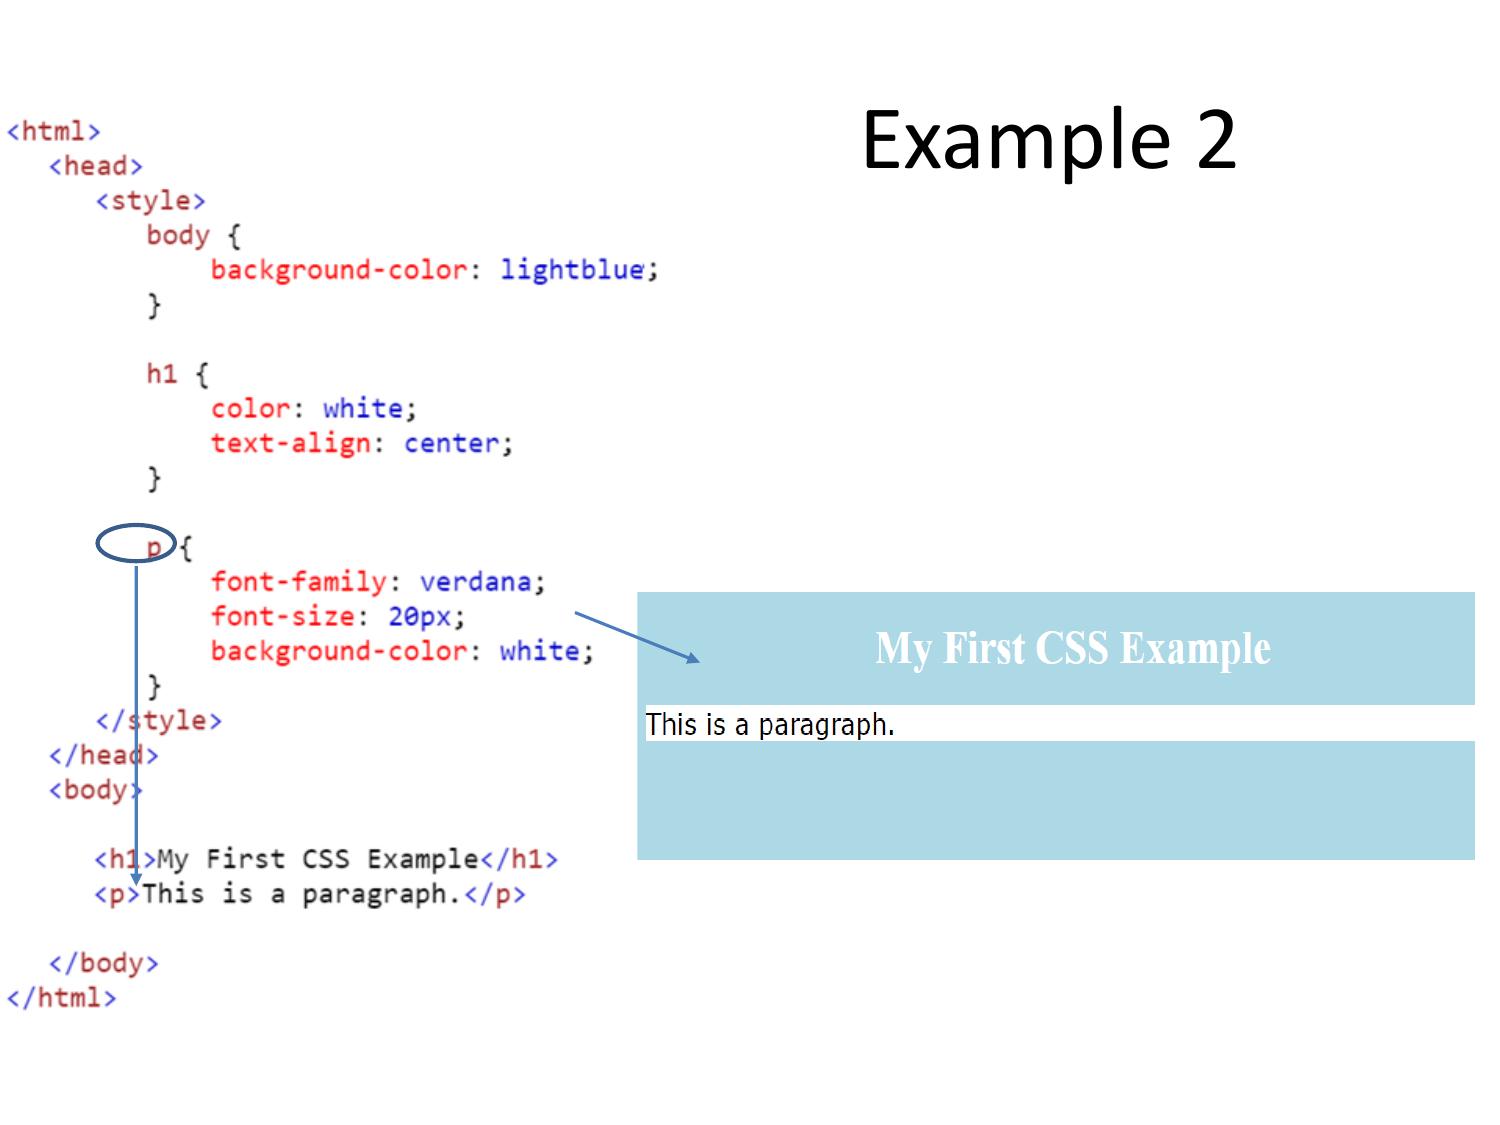 Example 2
<html>
<head>
<style>
body {
background-color: lightblue;
}
h1 {
color: white;
text-align: center;
}
p {
font-family: verdana;
font-size: 20px;
background-color: white;
}
</style>
</head>
<body>
<h1>My First CSS Example</h1>
<p>This is a paragraph.</p>
</body>
</html>
My First CSS Example
This is a paragraph.